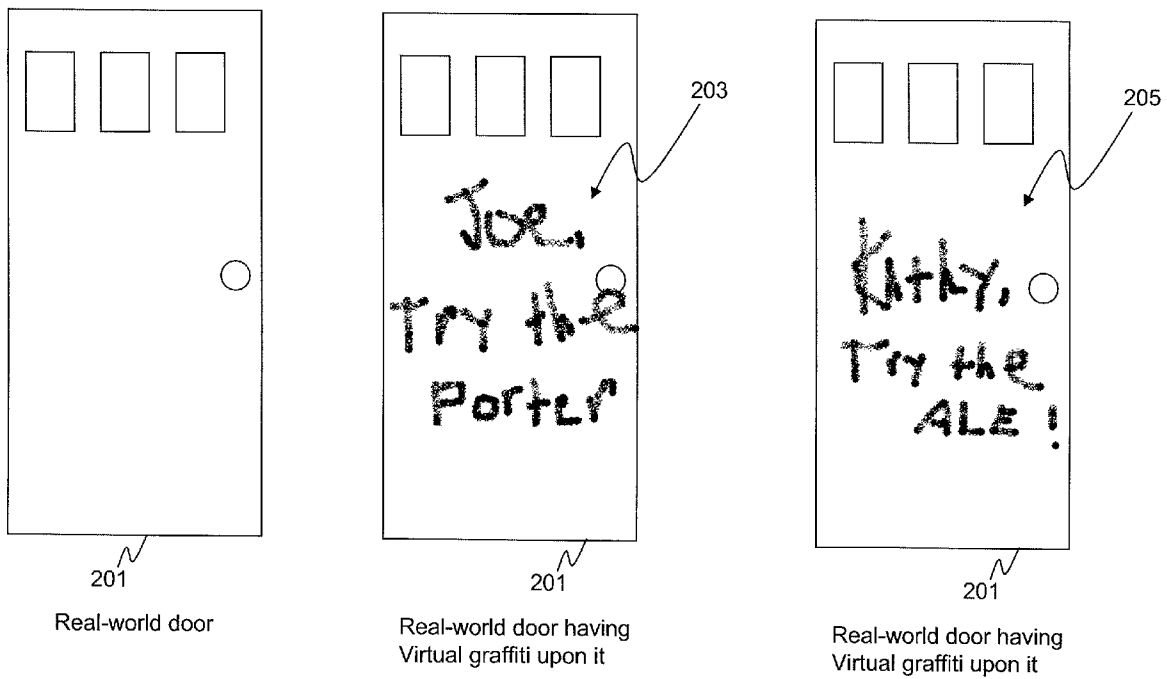 203
205
Joe,
Try the
Porter
Kathy,
Try the
ALE !
201
201
201
Real-world door
Real-world door having
Virtual graffiti upon it
Real-world door having
Virtual graffiti upon it